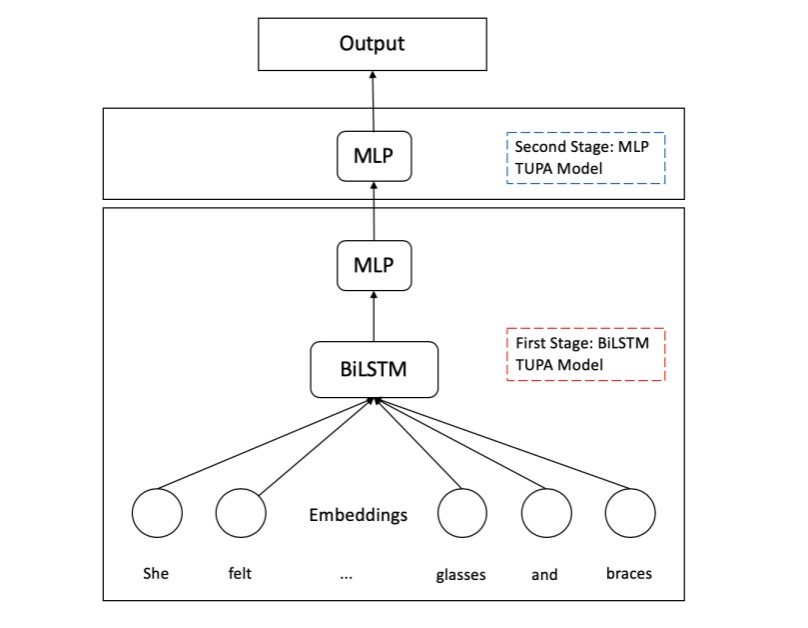 Output
MLP
Second Stage: MLP
TUPA Model
MLP
First Stage: BiLSTM
TUPA Model
BiLSTM
Embeddings
She felt ... glasses and braces